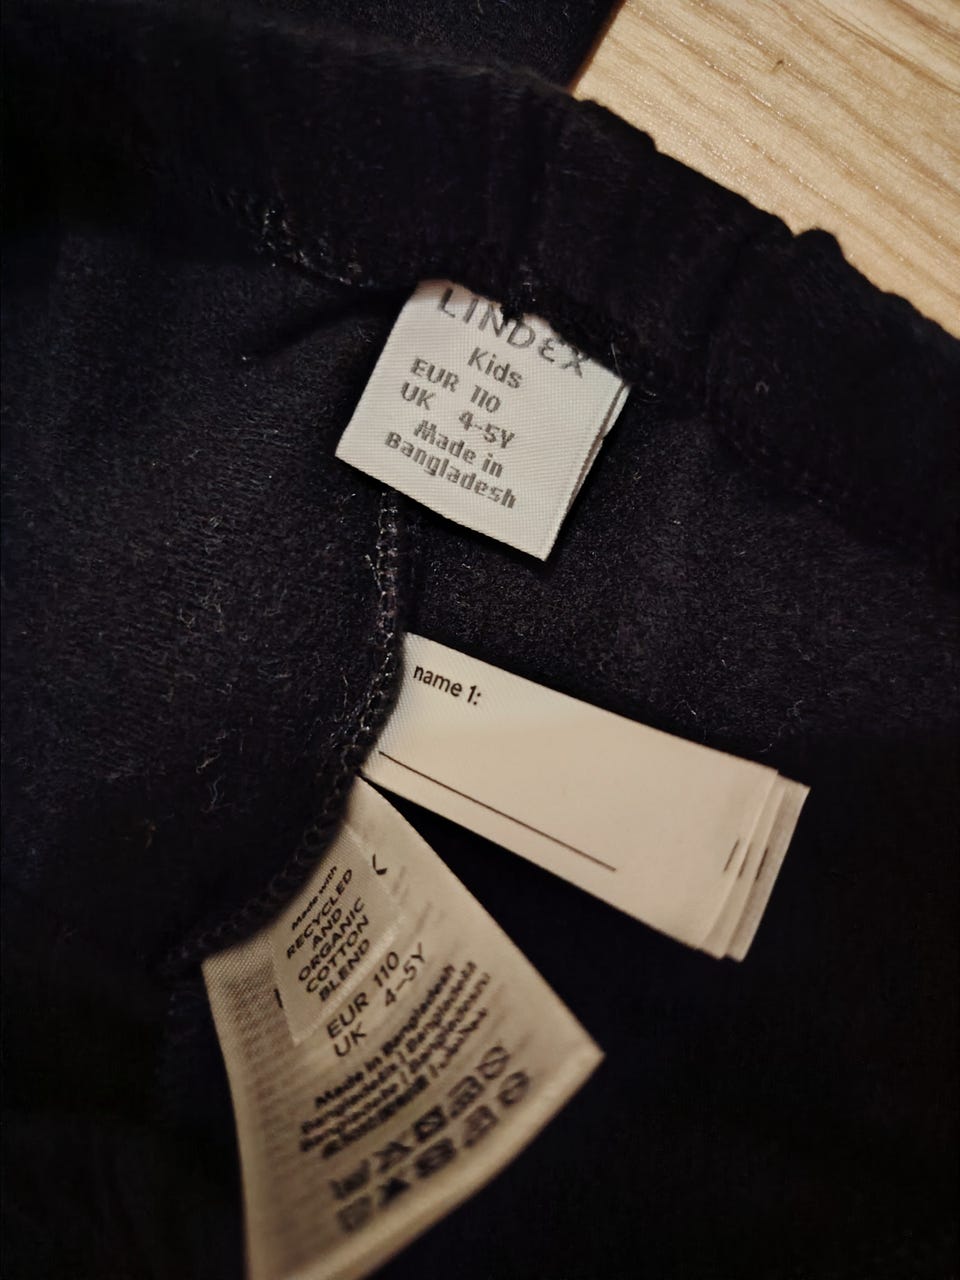 LINDEX
Kids
EUR 110
UK 4-5Y
Made in
Bangladesh
name 1:
Made with
RECYCLED
AND
ORGANIC
COTTON
BLEND
EUR 110
UK 4-5Y
Made in Bangladesh